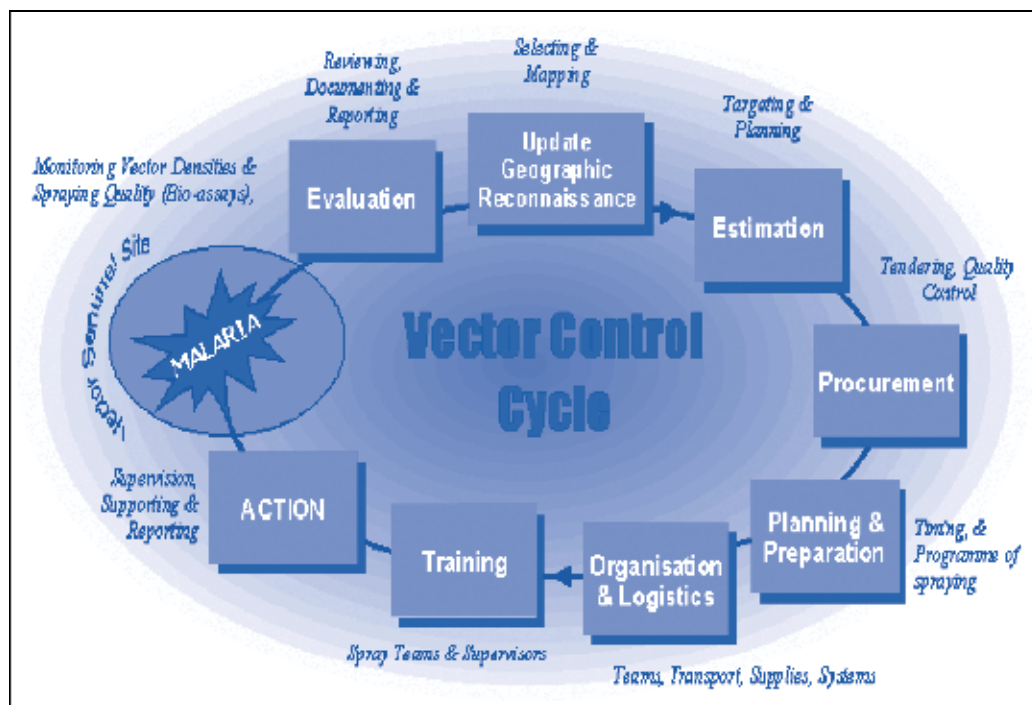 Selecting &
Mapping
Reviewing,
Documenting &
Reporting
Targeting &
Planning
Monitoring Vector Densities &
Spraying Quality (Bio-assays),
Evaluation
Update
Geographic
Reconnaissance
Estimation
Tendering, Quality
Control
Vector Sentinel Site
MALARIA
Vector Control
Cycle
Procurement
Supervision,
Supporting &
Reporting
ACTION
Training
Organisation
& Logistics
Planning &
Preparation
Timing, &
Programme of
spraying
Spray Teams & Supervisors
Teams, Transport, Supplies, Systems